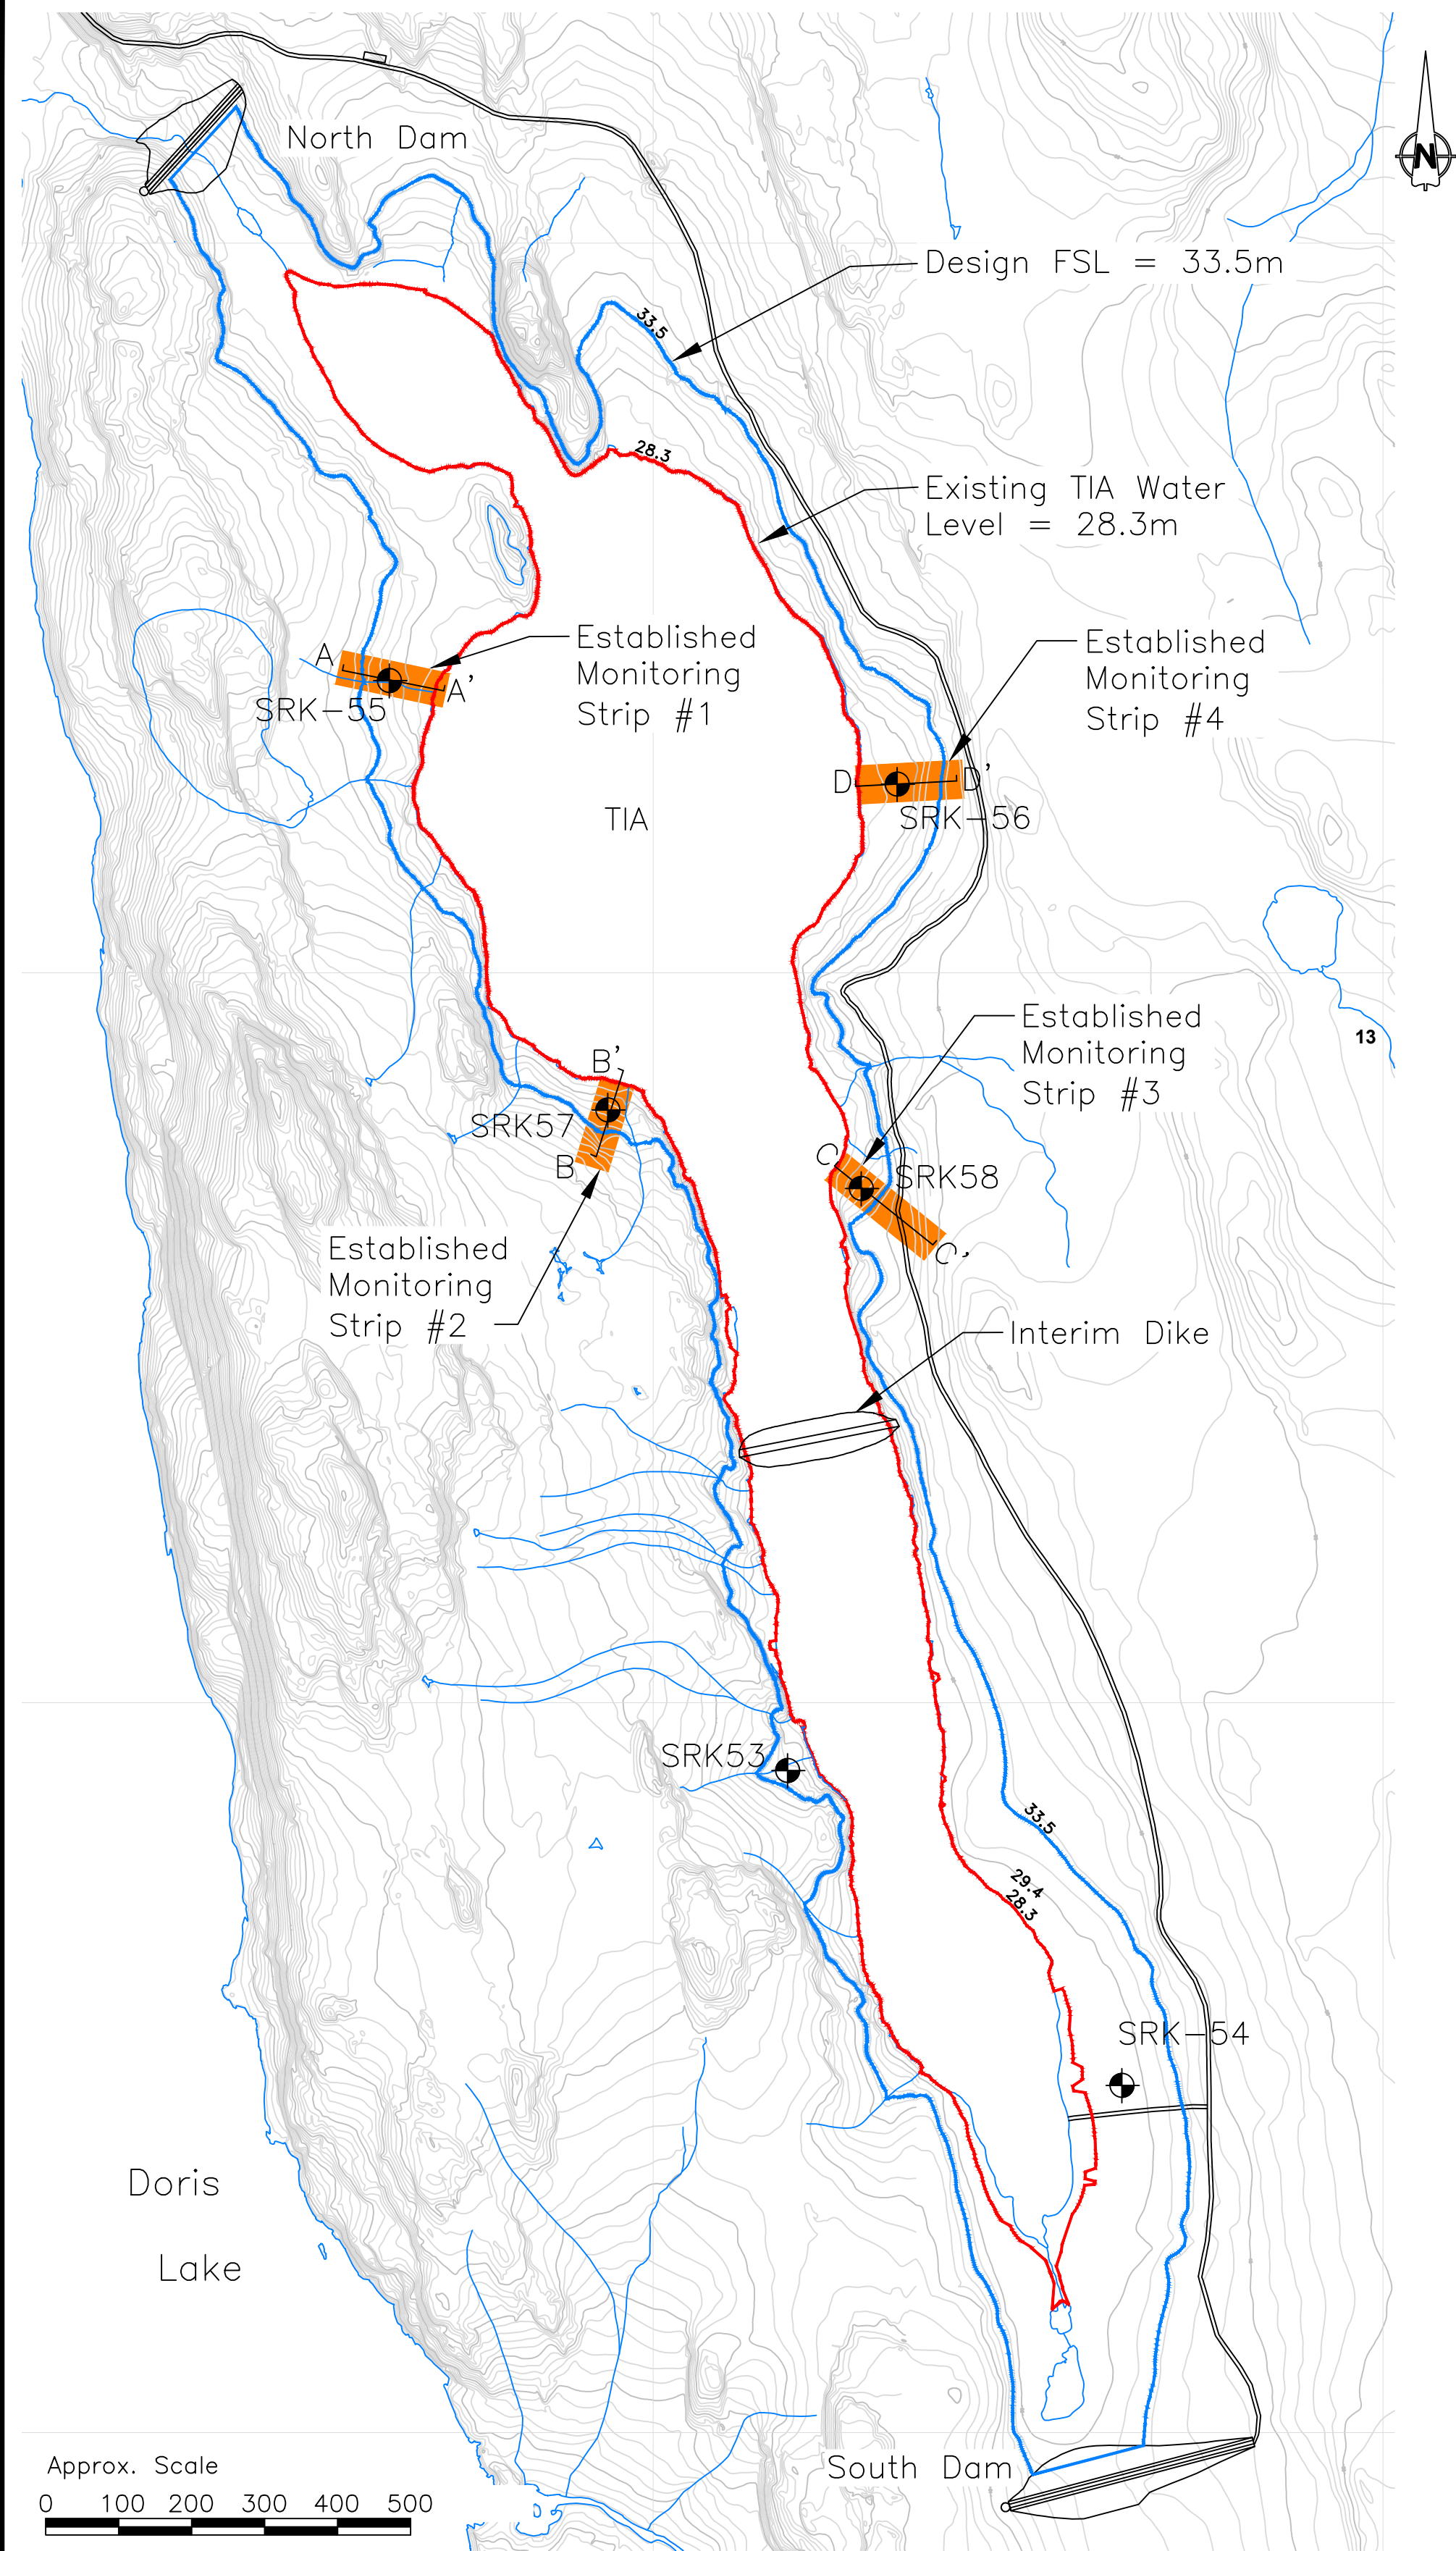 North Dam
N
Design FSL = 33.5m
33.5
28.3
Existing TIA Water
Level = 28.3m
Established
Monitoring
Strip #1
A
A'
SRK-55
Established
Monitoring
Strip #4
D
D'
SRK-56
TIA
Established
Monitoring
Strip #3
13
B'
SRK57
B
C
SRK58
C'
Established
Monitoring
Strip #2
Interim Dike
SRK53
33.5
29.4
28.3
SRK-54
Doris
Lake
South Dam
Approx. Scale
0 100 200 300 400 500